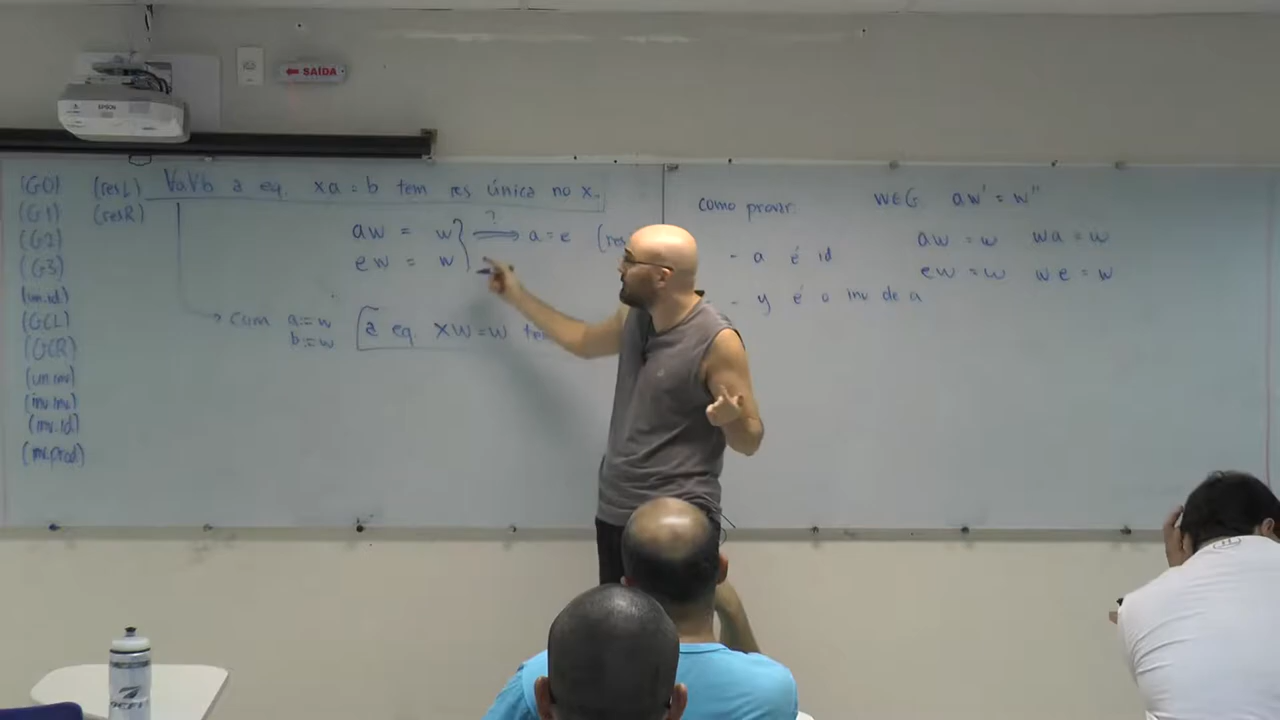 SAÍDA
EPSON
(G0)
(G1)
(G2)
(G3)
(un.id)
(GCL)
(GCR)
(un.inv)
(inv.inv)
(inv.id)
(inv.prod)
(resL) ∀a∀b a eq. xa = b tem res única no x.
(resR)
aw = w } ?⟹ a = e (res
ew = w
com a:=w
b:=w
a eq. xw=w
como provar:
- a é id
- y é o inv de a
w∈G aw' = w''
aw = w wa = w
ew = w we = w